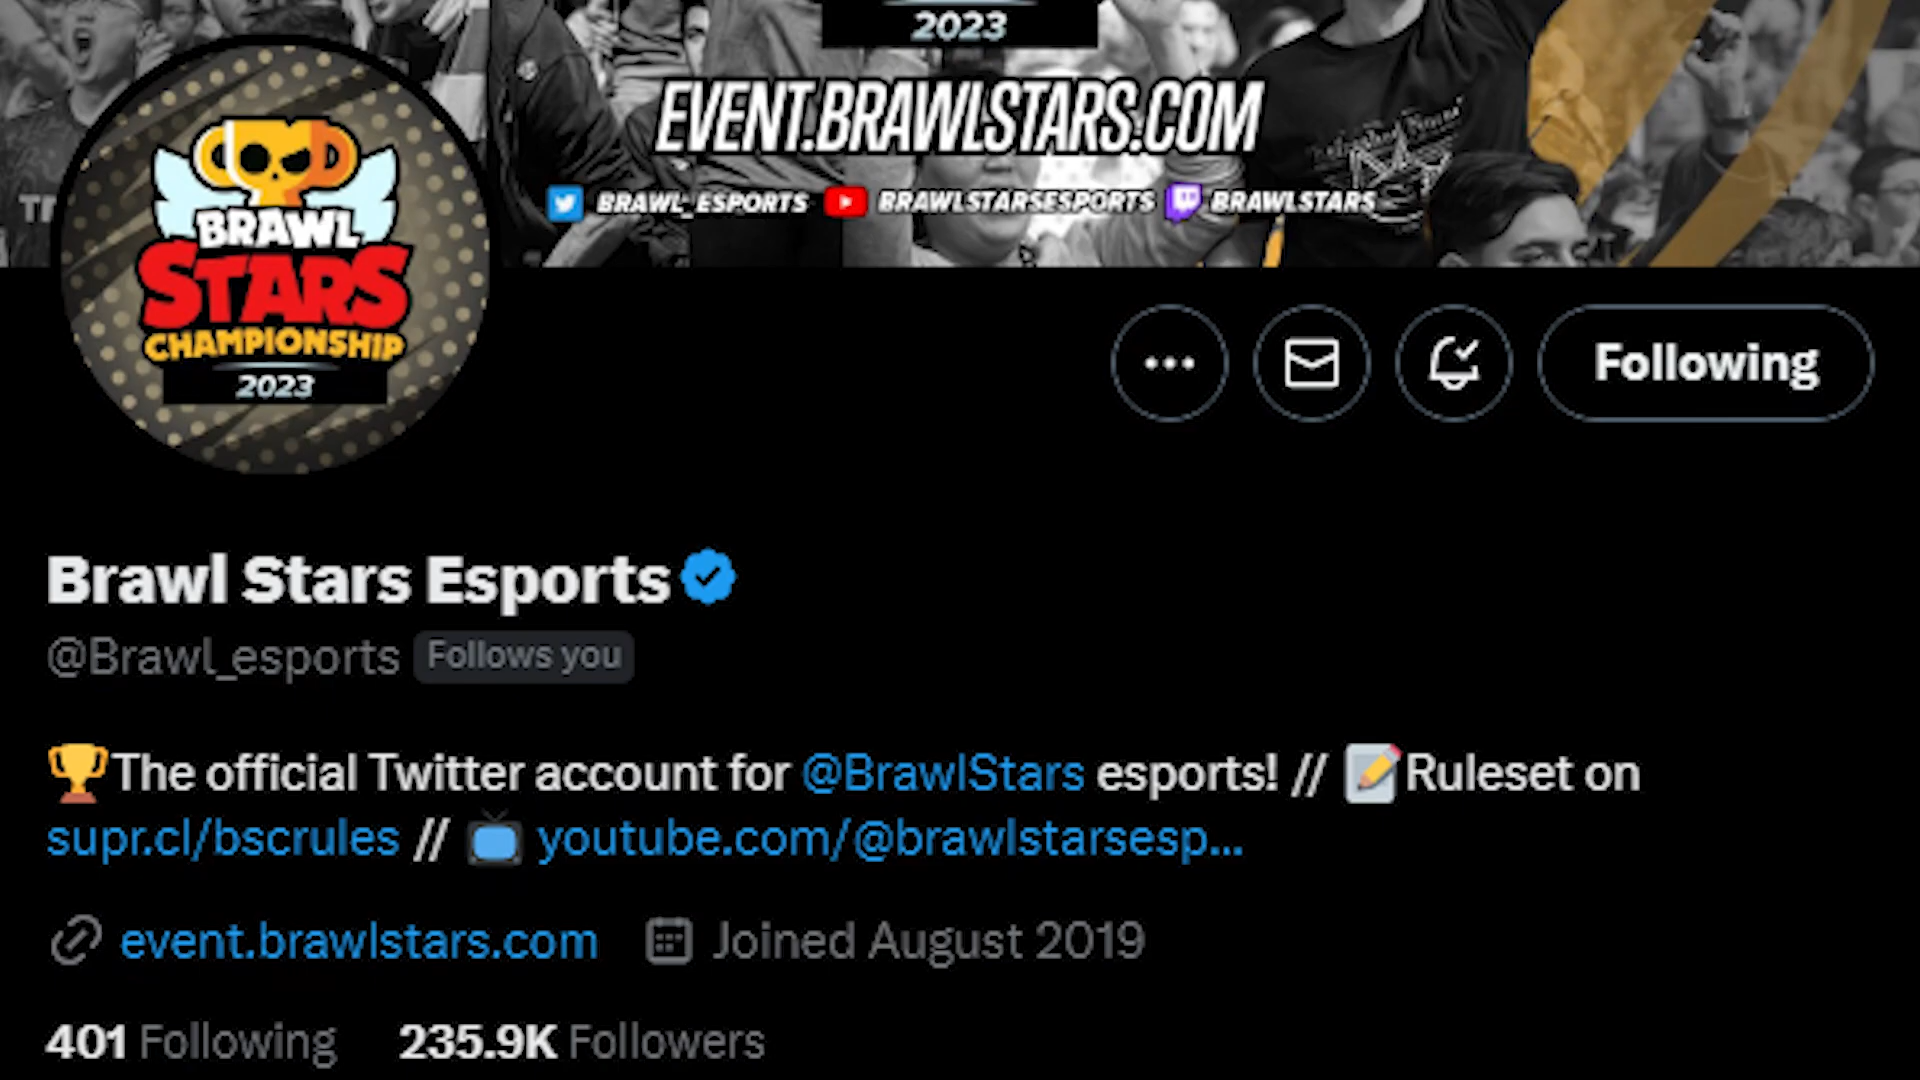 2023
EVENT.BRAWLSTARS.COM
BRAWL_ESPORTS BRAWLSTARSESPORTS BRAWLSTARS
BRAWL
STARS
CHAMPIONSHIP
2023
Following
Brawl Stars Esports
@Brawl_esports Follows you
🏆The official Twitter account for @BrawlStars esports! // 📝Ruleset on
supr.cl/bscrules // 📺 youtube.com/@brawlstarsesp...
event.brawlstars.com Joined August 2019
401 Following 235.9K Followers